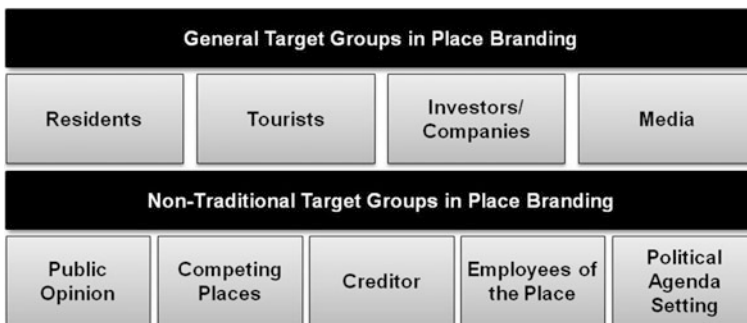 General Target Groups in Place Branding
Residents
Tourists
Investors/
Companies
Media
Non-Traditional Target Groups in Place Branding
Public
Opinion
Competing
Places
Creditor
Employees of
the Place
Political
Agenda
Setting